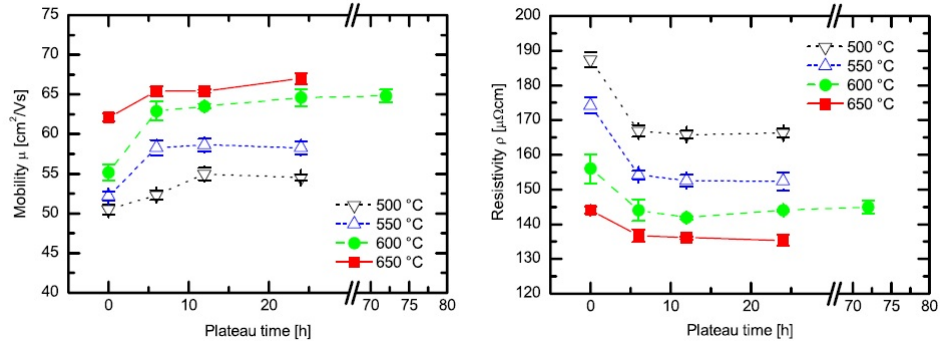 75
70
65
60
55
50
45
40
Mobility μ [cm²/Vs]
500 °C
550 °C
600 °C
650 °C
0 10 20 70 75 80
Plateau time [h]
200
190
180
170
160
150
140
130
120
Resistivity ρ [μΩcm]
500 °C
550 °C
600 °C
650 °C
0 10 20 70 75 80
Plateau time [h]